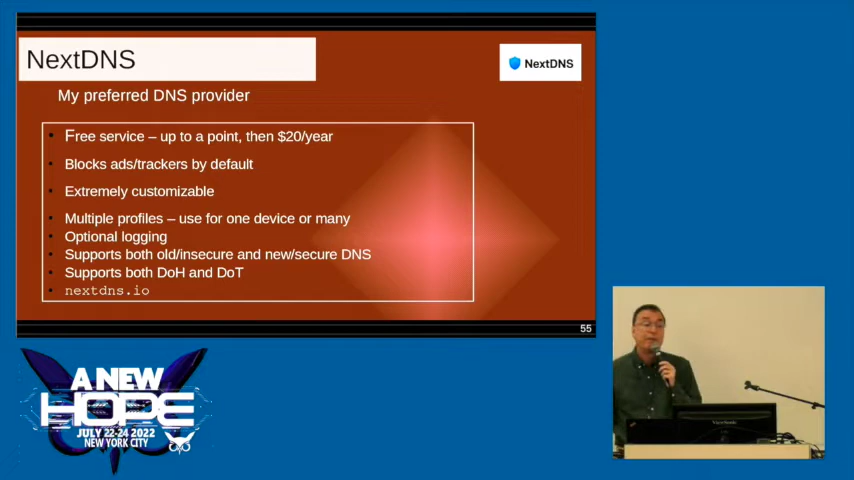 NextDNS
NextDNS
My preferred DNS provider
• Free service – up to a point, then $20/year
• Blocks ads/trackers by default
• Extremely customizable
• Multiple profiles – use for one device or many
• Optional logging
• Supports both old/insecure and new/secure DNS
• Supports both DoH and DoT
• nextdns.io
55
A NEW
HOPE
JULY 22-24 2022
NEW YORK CITY